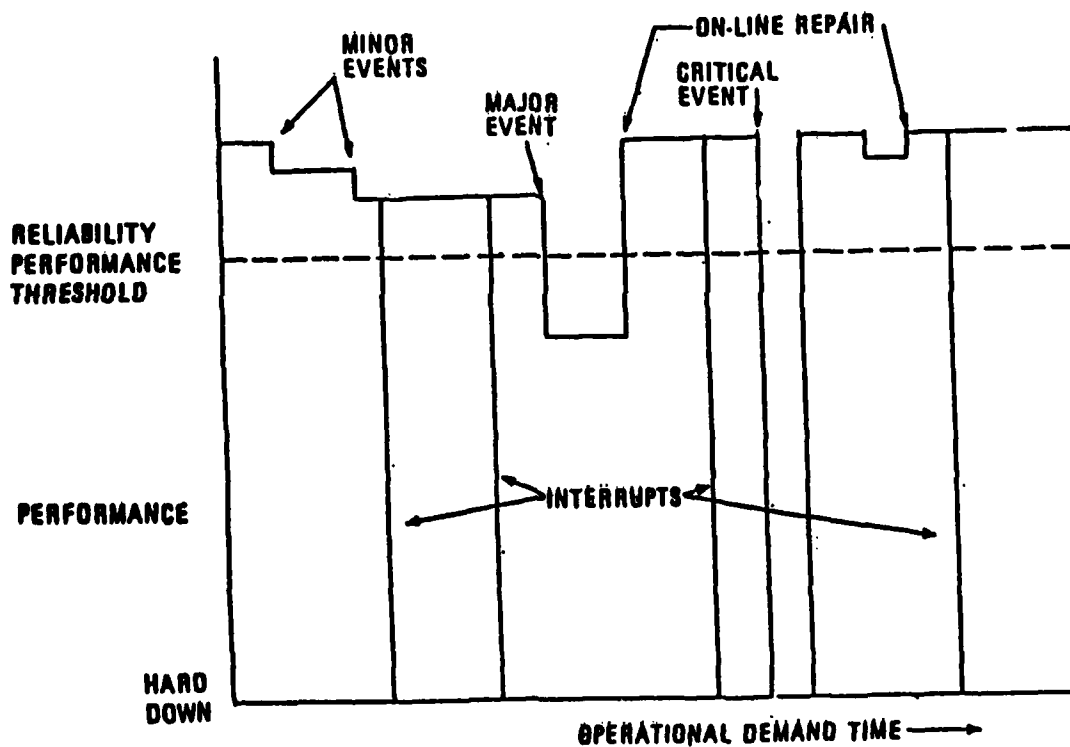 ON-LINE REPAIR
MINOR
EVENTS
CRITICAL
EVENT
MAJOR
EVENT
RELIABILITY
PERFORMANCE
THRESHOLD
INTERRUPTS
PERFORMANCE
HARD
DOWN
OPERATIONAL DEMAND TIME